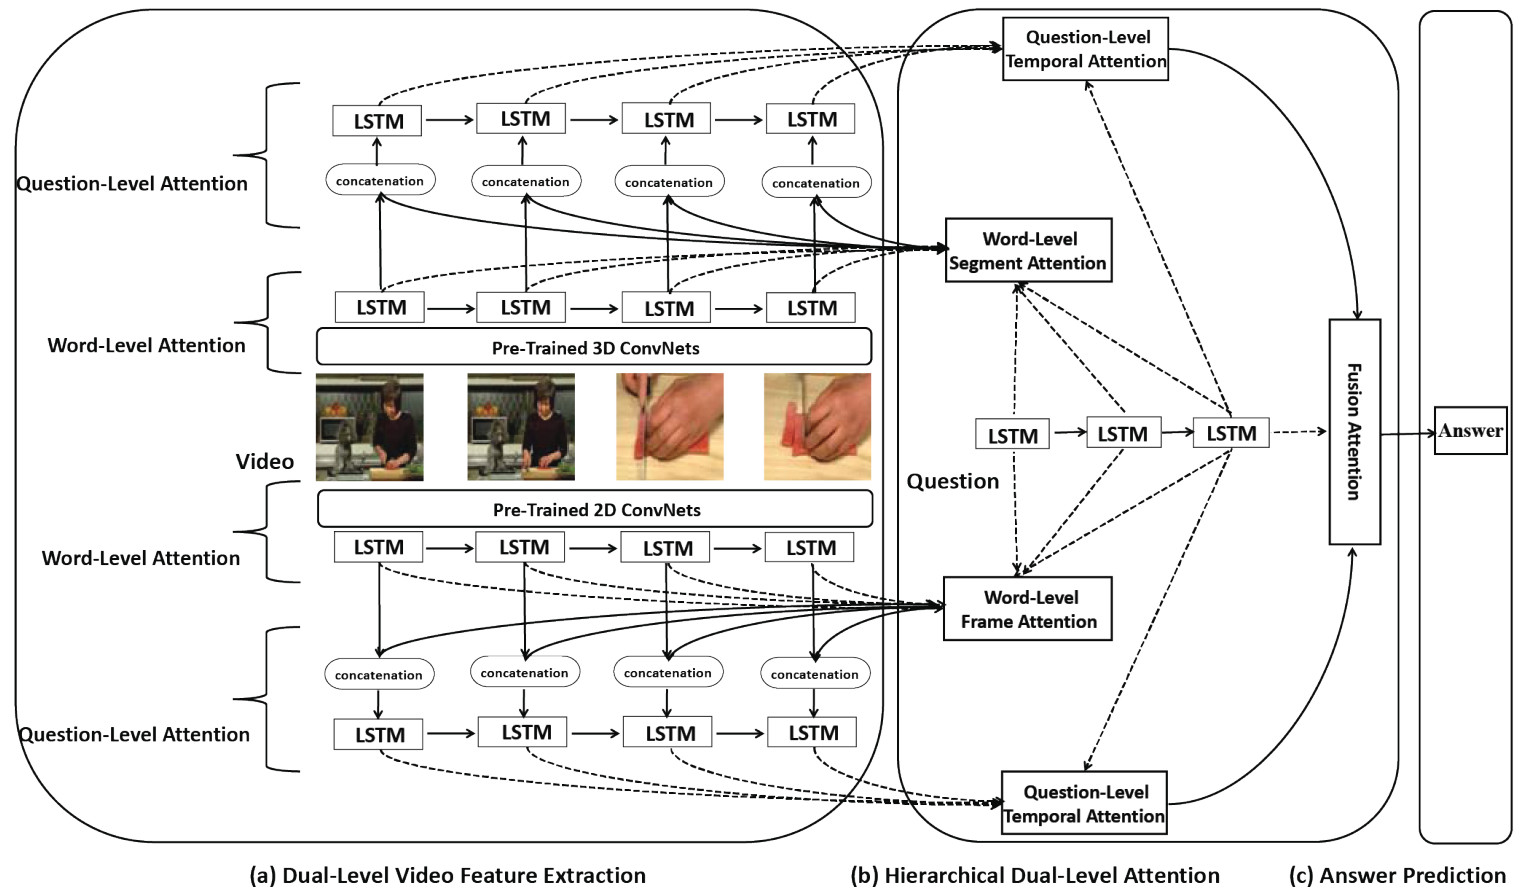 Question-Level
Temporal Attention
LSTM LSTM LSTM LSTM
Question-Level Attention
concatenation concatenation concatenation concatenation
Word-Level
Segment Attention
LSTM LSTM LSTM LSTM
Word-Level Attention
Pre-Trained 3D ConvNets
Video
LSTM LSTM LSTM
Question
Fusion Attention
Answer
Pre-Trained 2D ConvNets
Word-Level Attention
LSTM LSTM LSTM LSTM
Word-Level
Frame Attention
concatenation concatenation concatenation concatenation
Question-Level Attention
LSTM LSTM LSTM LSTM
Question-Level
Temporal Attention
(a) Dual-Level Video Feature Extraction
(b) Hierarchical Dual-Level Attention
(c) Answer Prediction